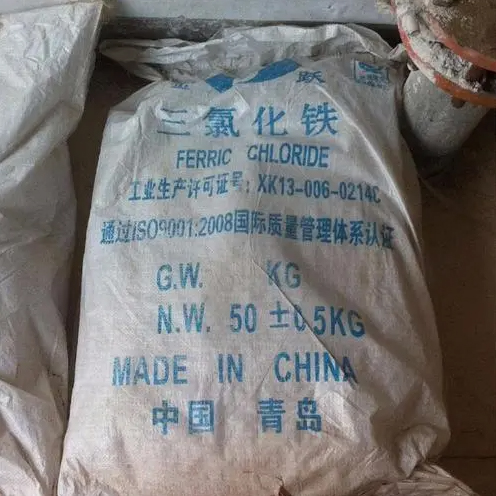 跃
三氯化铁
FERRIC CHLORIDE
工业生产许可证号：XK13-006-0214C
通过ISO9001:2008国际质量管理体系认证
G.W. KG
N.W. 50±0.5KG
MADE IN CHINA
中国 青岛